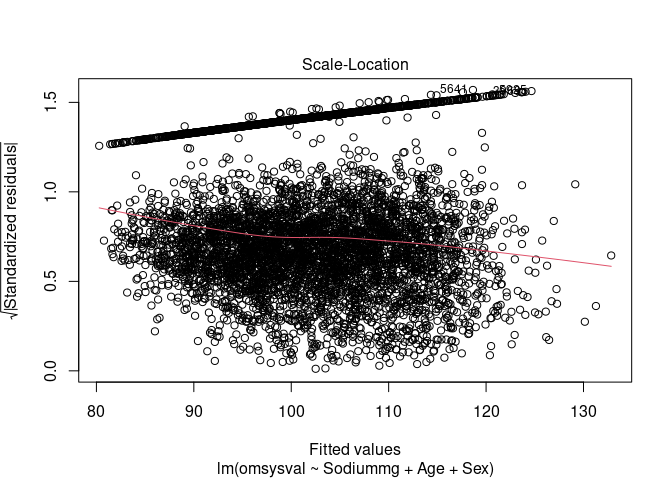 Scale-Location
√|Standardized residuals|
1.5
1.0
0.5
0.0
5641
80
90
100
110
120
130
Fitted values
lm(omsysval ~ Sodiummg + Age + Sex)